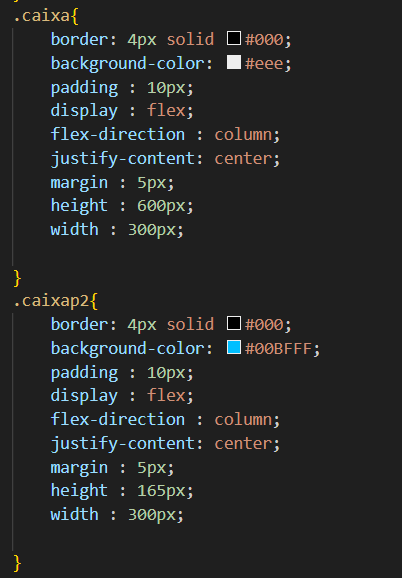 }
.caixa{
border: 4px solid #000;
background-color: #eee;
padding : 10px;
display : flex;
flex-direction : column;
justify-content: center;
margin : 5px;
height : 600px;
width : 300px;
}
.caixap2{
border: 4px solid #000;
background-color: #00BFFF;
padding : 10px;
display : flex;
flex-direction : column;
justify-content: center;
margin : 5px;
height : 165px;
width : 300px;
}